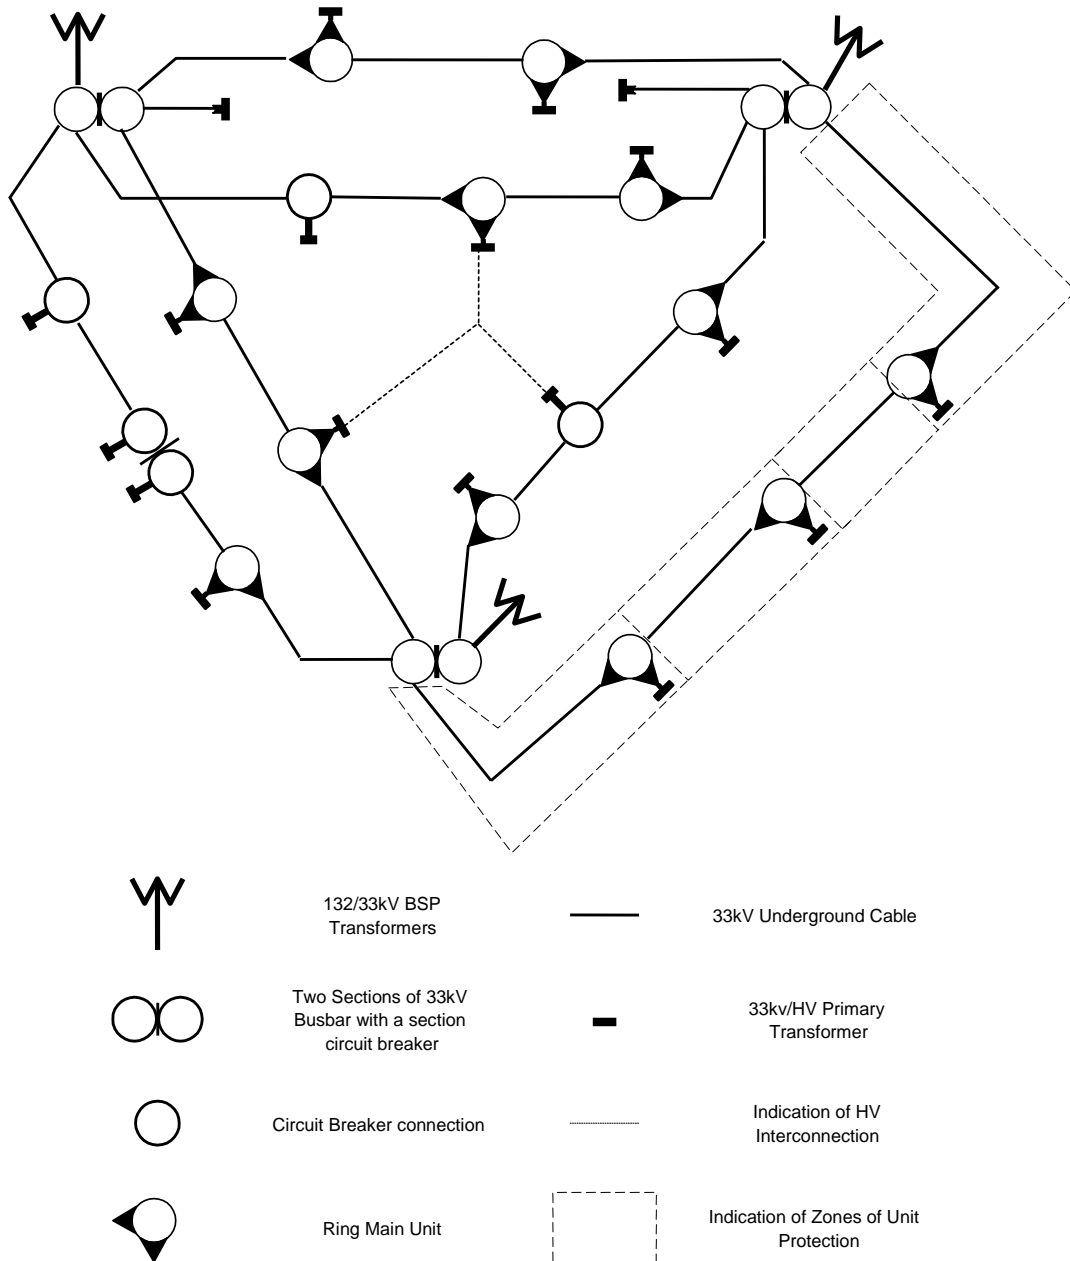 132/33kV BSP
Transformers
33kV Underground Cable
Two Sections of 33kV
Busbar with a section
circuit breaker
33kv/HV Primary
Transformer
Circuit Breaker connection
Indication of HV
Interconnection
Ring Main Unit
Indication of Zones of Unit
Protection